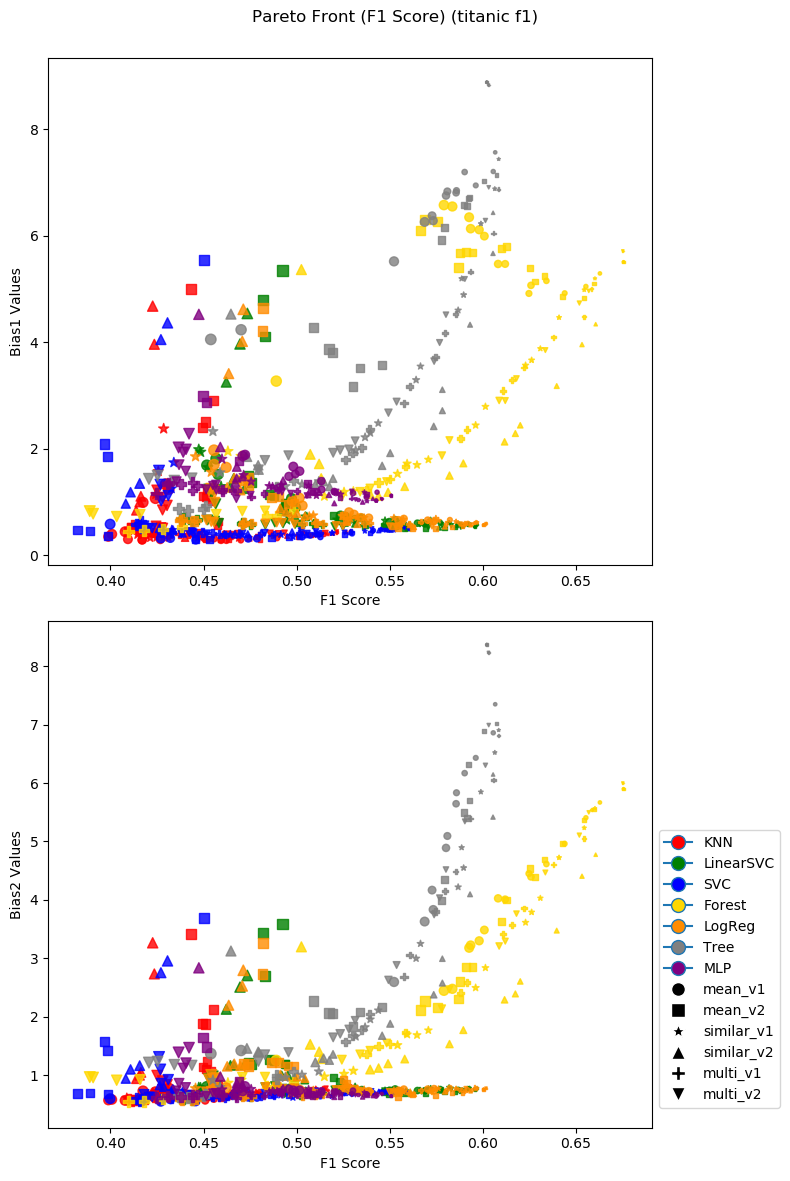 Pareto Front (F1 Score) (titanic f1)
8
6
4
2
0
Bias1 Values
0.40 0.45 0.50 0.55 0.60 0.65
F1 Score
8
7
6
5
4
3
2
1
Bias2 Values
0.40 0.45 0.50 0.55 0.60 0.65
F1 Score
KNN
LinearSVC
SVC
Forest
LogReg
Tree
MLP
mean_v1
mean_v2
similar_v1
similar_v2
multi_v1
multi_v2